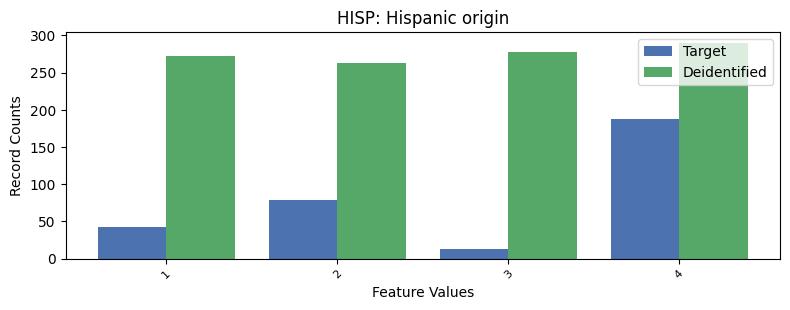 HISP: Hispanic origin
Target
Deidentified
Record Counts
300
250
200
150
100
50
0
1
2
3
4
Feature Values